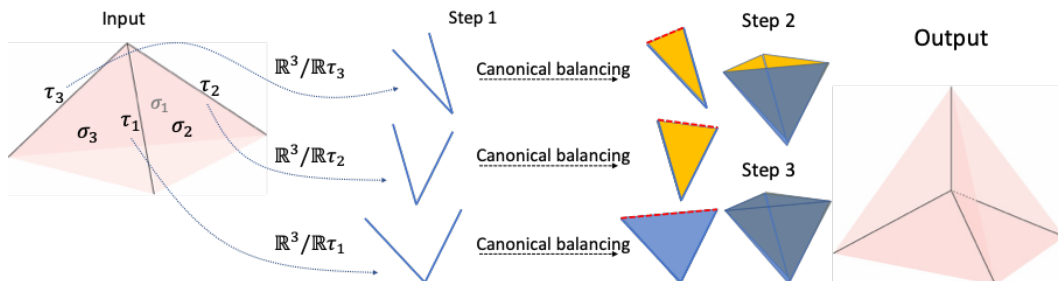 Input
Step 1
Step 2
Output
ℝ³/ℝτ₃
Canonical balancing
τ₃
τ₂
σ₁
σ₃
τ₁
σ₂
ℝ³/ℝτ₂
Canonical balancing
Step 3
ℝ³/ℝτ₁
Canonical balancing